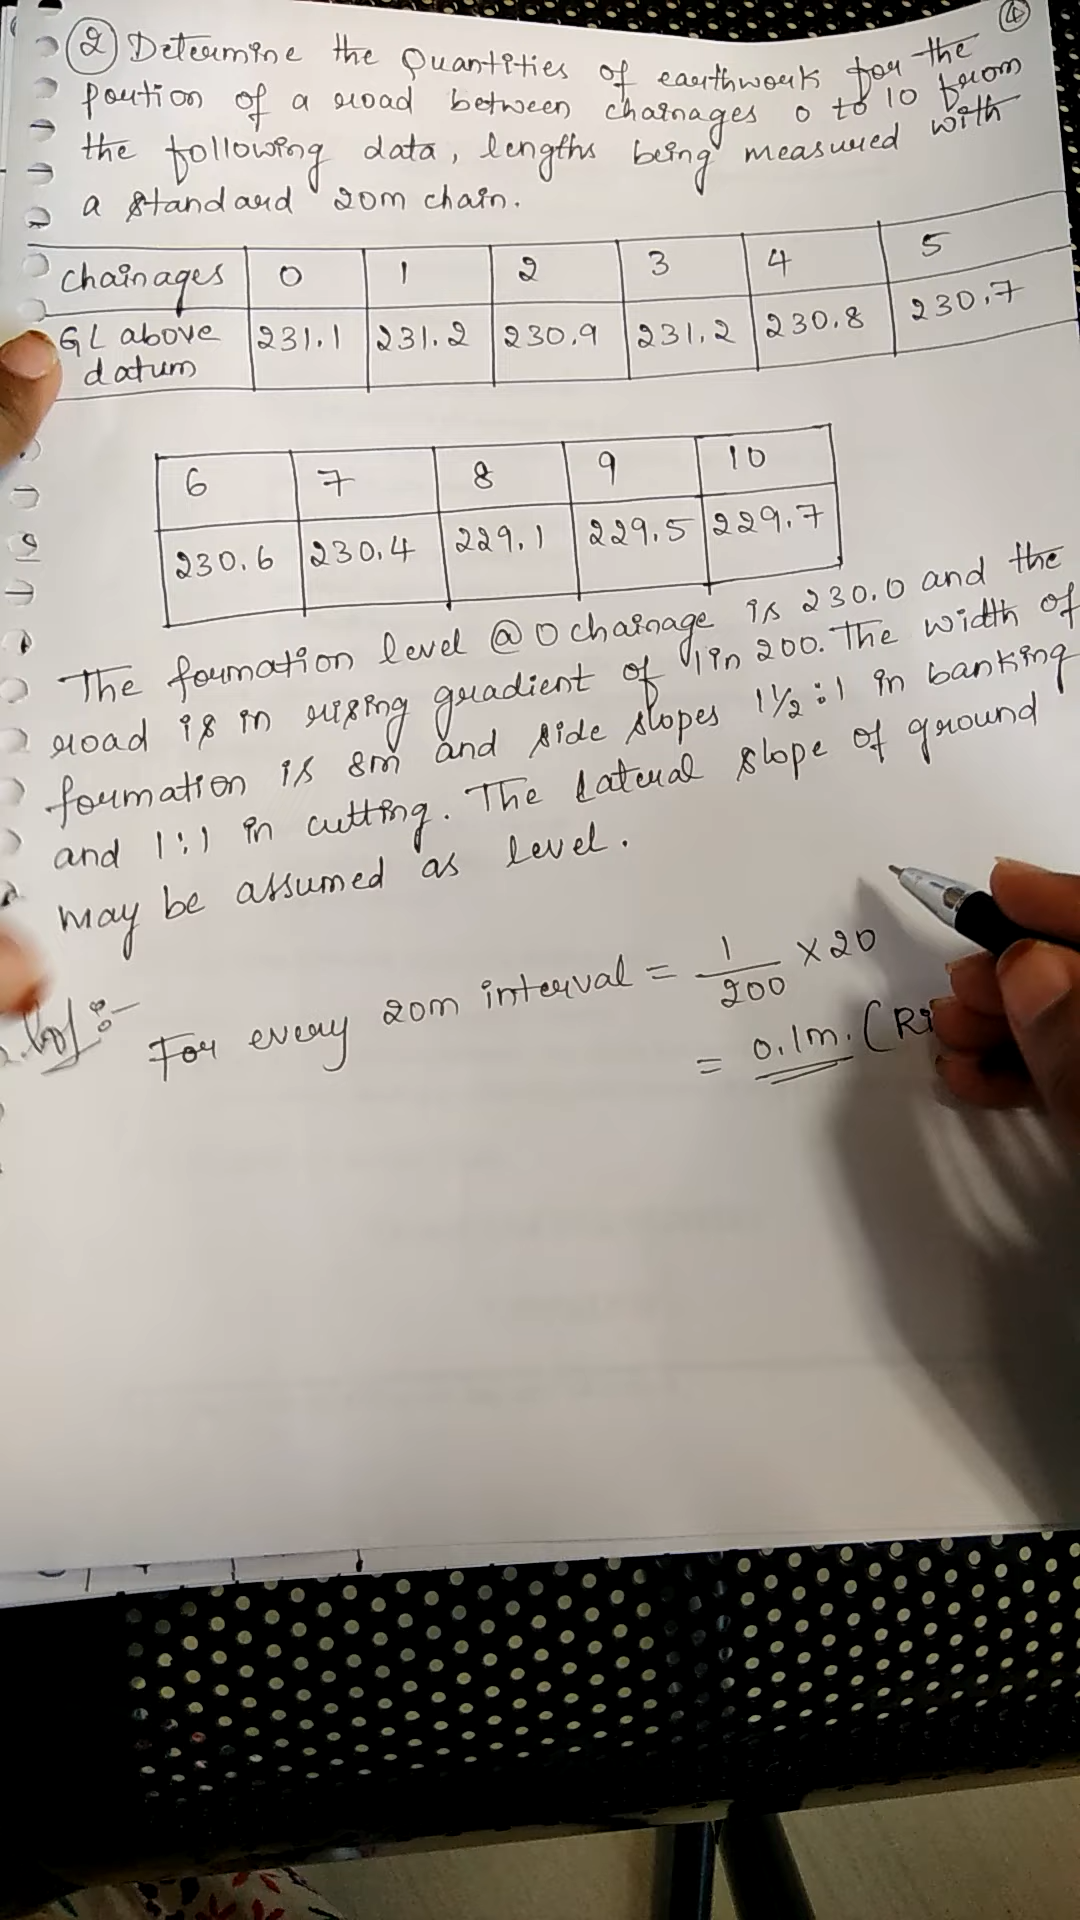 ④
② Determine the Quantities of earthwork for the
portion of a road between chainages 0 to 10 from
the following data, lengths being measured with
a standard 20m chain.
chainages 0 1 2 3 4 5
GL above datum 231.1 231.2 230.9 231.2 230.8 230.7
6 7 8 9 10
230.6 230.4 229.1 229.5 229.7
The formation level @ 0 chainage is 230.0 and the
road is in rising gradient of 1 in 200. The width of
formation is 8m and side slopes 1½:1 in banking
and 1:1 in cutting. The Lateral slope of ground
may be assumed as level.
For every 20m interval = 1/200 × 20
= 0.1m. (